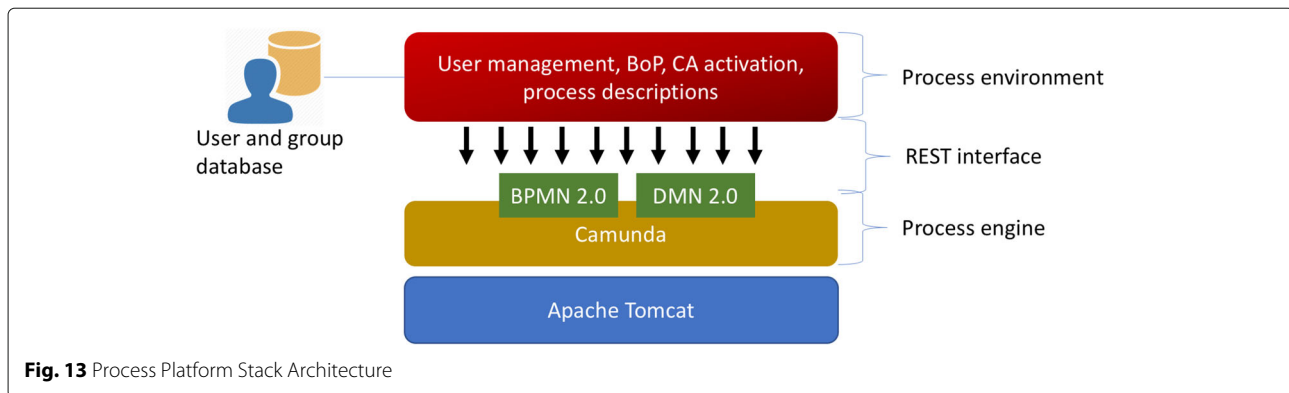 User management, BoP, CA activation,
process descriptions
Process environment
User and group
database
REST interface
BPMN 2.0
DMN 2.0
Camunda
Process engine
Apache Tomcat
Fig. 13 Process Platform Stack Architecture